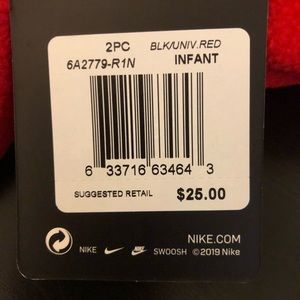 2PC BLK/UNIV.RED
6A2779-R1N INFANT
6 33716 63464 3
SUGGESTED RETAIL $25.00
NIKE.COM
NIKE SWOOSH ©2019 Nike